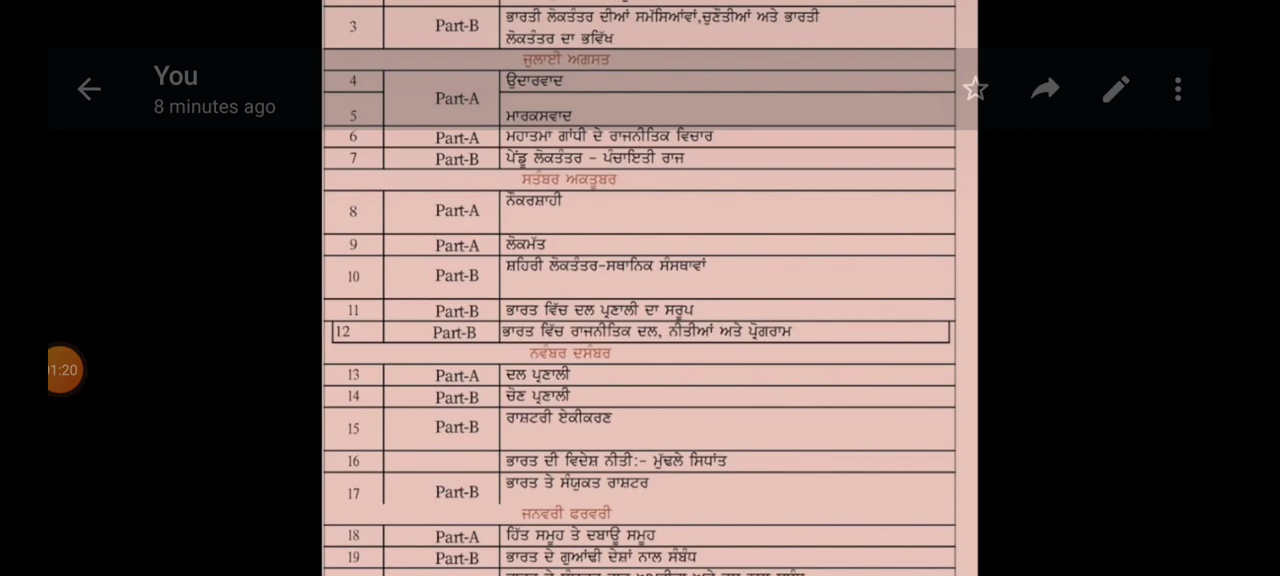 3 Part-B ਭਾਰਤੀ ਲੋਕਤੰਤਰ ਦੀਆਂ ਸਮੱਸਿਆਂਵਾਂ,ਚੁਣੌਤੀਆਂ ਅਤੇ ਭਾਰਤੀ
ਲੋਕਤੰਤਰ ਦਾ ਭਵਿੱਖ
ਜੁਲਾਈ ਅਗਸਤ
You
8 minutes ago
4 ਉਦਾਰਵਾਦ
Part-A
5 ਮਾਰਕਸਵਾਦ
6 Part-A ਮਹਾਤਮਾ ਗਾਂਧੀ ਦੇ ਰਾਜਨੀਤਿਕ ਵਿਚਾਰ
7 Part-B ਪੇਂਡੂ ਲੋਕਤੰਤਰ - ਪੰਚਾਇਤੀ ਰਾਜ
ਸਤੰਬਰ ਅਕਤੂਬਰ
8 Part-A ਨੌਕਰਸ਼ਾਹੀ
9 Part-A ਲੋਕਮੱਤ
10 Part-B ਸ਼ਹਿਰੀ ਲੋਕਤੰਤਰ-ਸਥਾਨਿਕ ਸੰਸਥਾਵਾਂ
11 Part-B ਭਾਰਤ ਵਿੱਚ ਦਲ ਪ੍ਰਣਾਲੀ ਦਾ ਸਰੂਪ
12 Part-B ਭਾਰਤ ਵਿੱਚ ਰਾਜਨੀਤਿਕ ਦਲ, ਨੀਤੀਆਂ ਅਤੇ ਪ੍ਰੋਗਰਾਮ
ਨਵੰਬਰ ਦਸੰਬਰ
1:20
13 Part-A ਦਲ ਪ੍ਰਣਾਲੀ
14 Part-B ਚੋਣ ਪ੍ਰਣਾਲੀ
15 Part-B ਰਾਸ਼ਟਰੀ ਏਕੀਕਰਣ
16 ਭਾਰਤ ਦੀ ਵਿਦੇਸ਼ ਨੀਤੀ:- ਮੁੱਢਲੇ ਸਿਧਾਂਤ
17 Part-B ਭਾਰਤ ਤੇ ਸੰਯੁਕਤ ਰਾਸ਼ਟਰ
ਜਨਵਰੀ ਫਰਵਰੀ
18 Part-A ਹਿੱਤ ਸਮੂਹ ਤੇ ਦਬਾਊ ਸਮੂਹ
19 Part-B ਭਾਰਤ ਦੇ ਗੁਆਂਢੀ ਦੇਸ਼ਾਂ ਨਾਲ ਸੰਬੰਧ